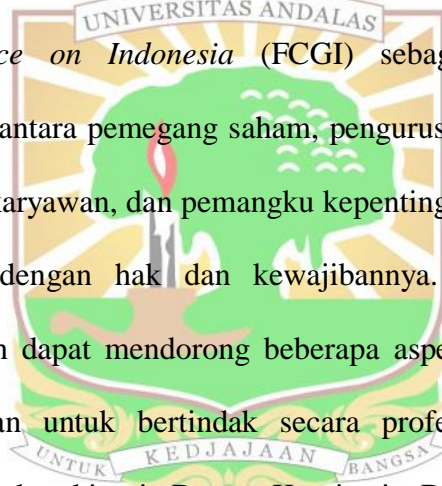 UNIVERSITAS ANDALAS
ce on Indonesia (FCGI) sebag
antara pemegang saham, pengurus
karyawan, dan pemangku kepenting
dengan hak dan kewajibannya.
n dapat mendorong beberapa aspe
an untuk bertindak secara profe
UNTUK KEDJAJAAN BANGSA